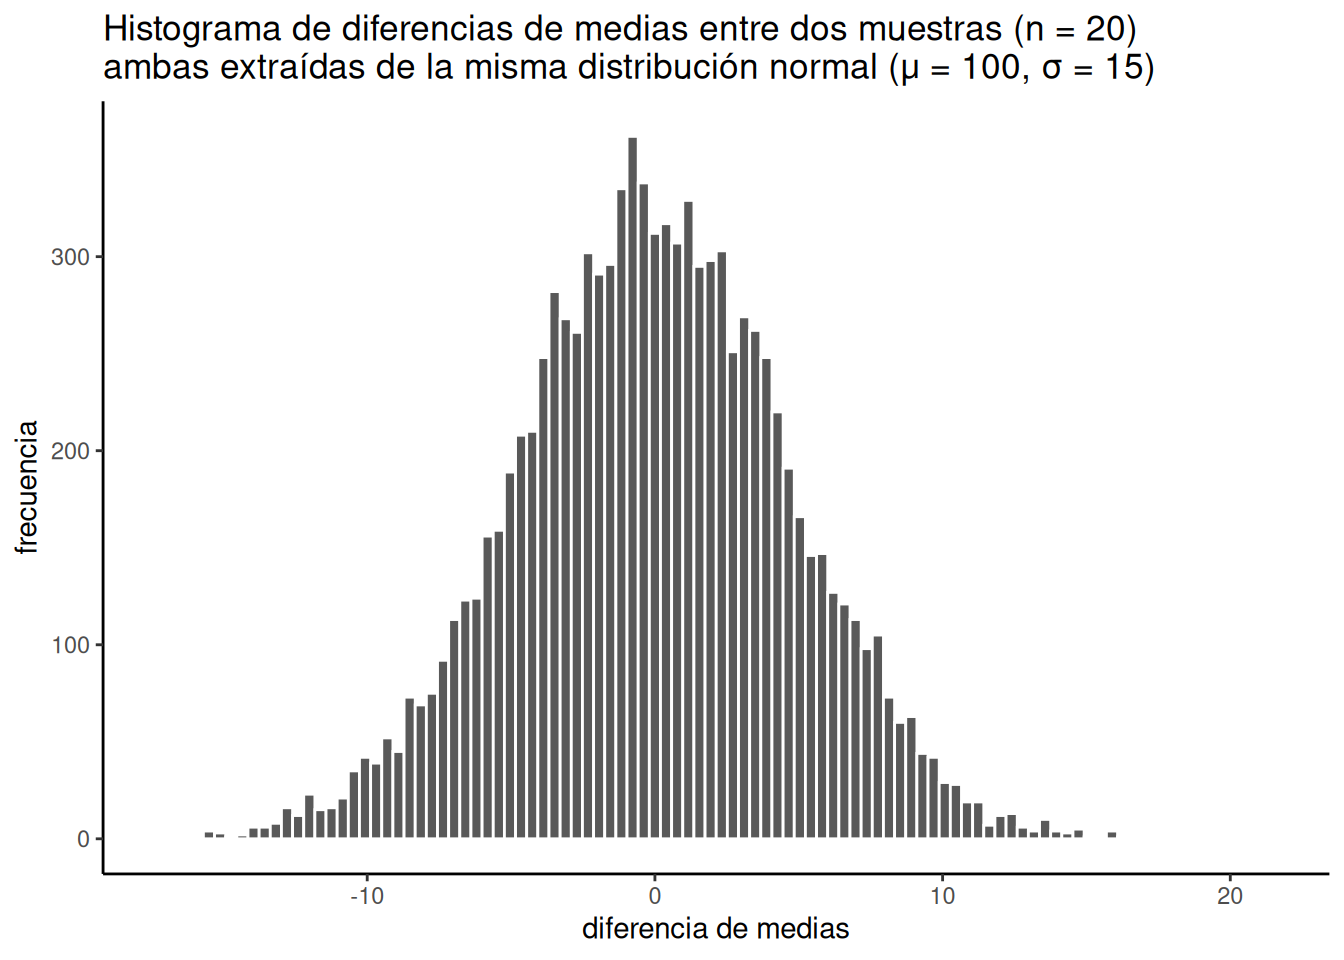 Histograma de diferencias de medias entre dos muestras (n = 20)
ambas extraídas de la misma distribución normal (μ = 100, σ = 15)
frecuencia
300
200
100
0
-10
0
10
20
diferencia de medias